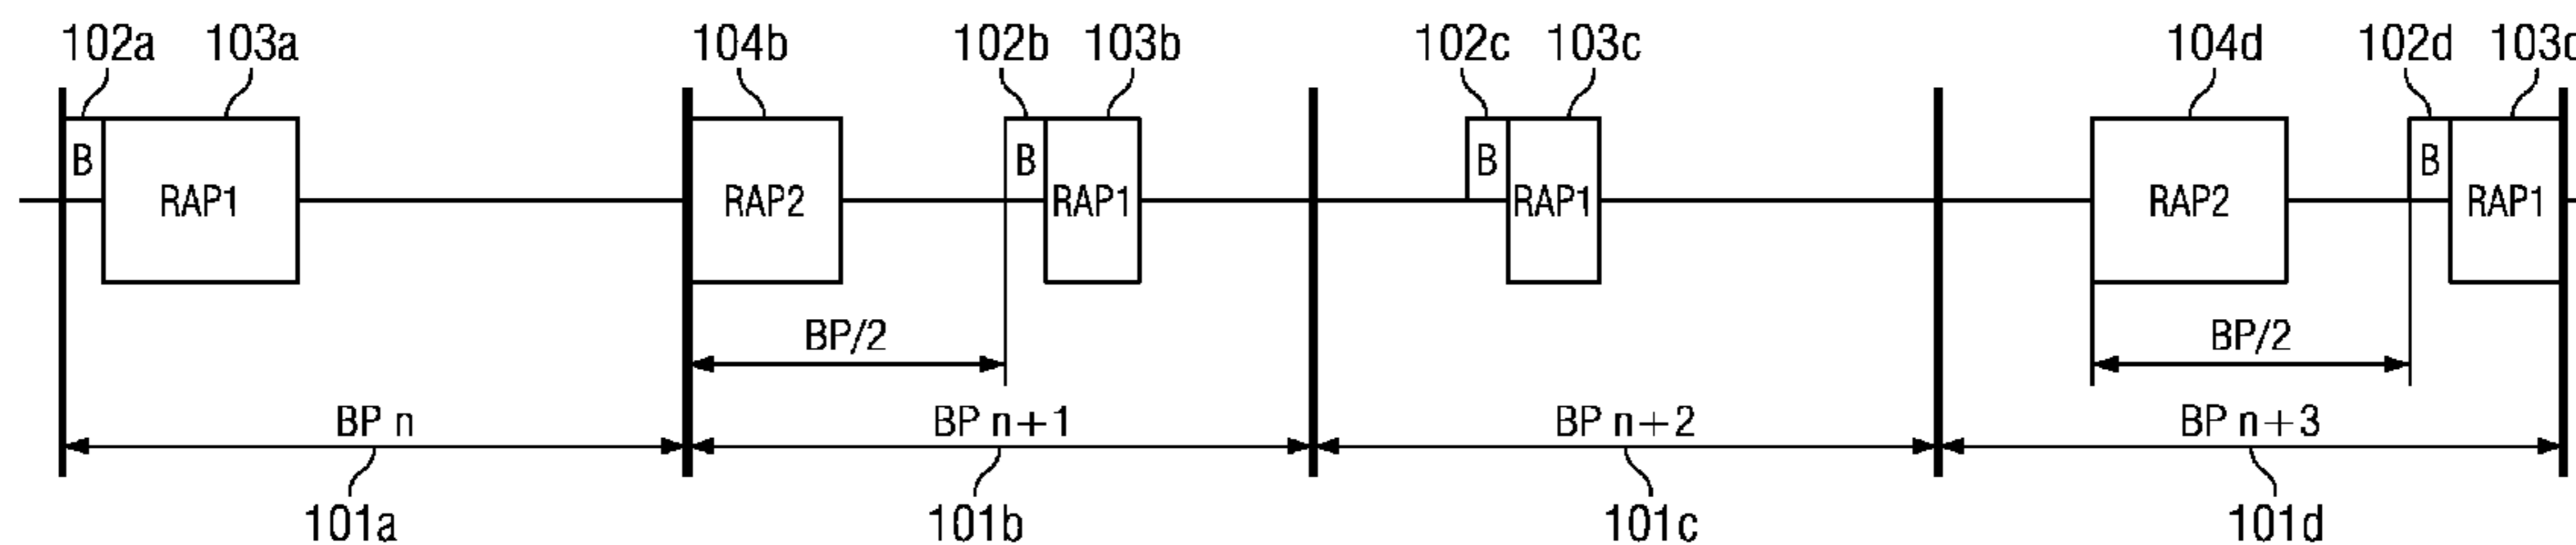 102a 103a 104b 102b 103b 102c 103c 104d 102d 103d
B B B B
RAP1 RAP2 RAP1 RAP1 RAP2 RAP1
BP/2 BP/2
BP n BP n+1 BP n+2 BP n+3
101a 101b 101c 101d